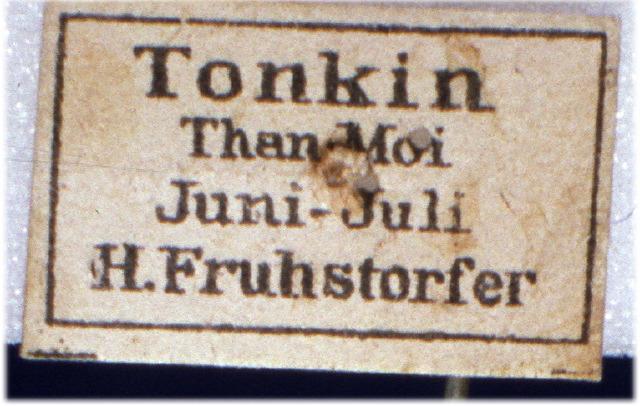 Tonkin
Than-Moi
Juni-Juli
H. Fruhstorfer